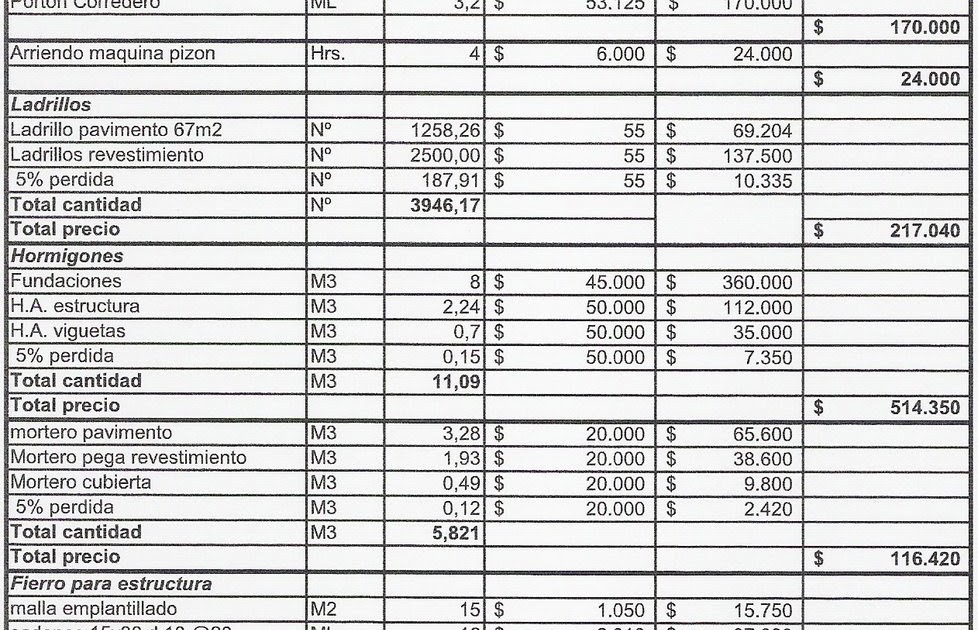 Portón Corredero ML 3,2 $ 53.125 $ 170.000
$ 170.000
Arriendo maquina pizon Hrs. 4 $ 6.000 $ 24.000
$ 24.000
Ladrillos
Ladrillo pavimento 67m2 Nº 1258,26 $ 55 $ 69.204
Ladrillos revestimiento Nº 2500,00 $ 55 $ 137.500
5% perdida Nº 187,91 $ 55 $ 10.335
Total cantidad Nº 3946,17
Total precio $ 217.040
Hormigones
Fundaciones M3 8 $ 45.000 $ 360.000
H.A. estructura M3 2,24 $ 50.000 $ 112.000
H.A. viguetas M3 0,7 $ 50.000 $ 35.000
5% perdida M3 0,15 $ 50.000 $ 7.350
Total cantidad M3 11,09
Total precio $ 514.350
mortero pavimento M3 3,28 $ 20.000 $ 65.600
Mortero pega revestimiento M3 1,93 $ 20.000 $ 38.600
Mortero cubierta M3 0,49 $ 20.000 $ 9.800
5% perdida M3 0,12 $ 20.000 $ 2.420
Total cantidad M3 5,821
Total precio $ 116.420
Fierro para estructura
malla emplantillado M2 15 $ 1.050 $ 15.750